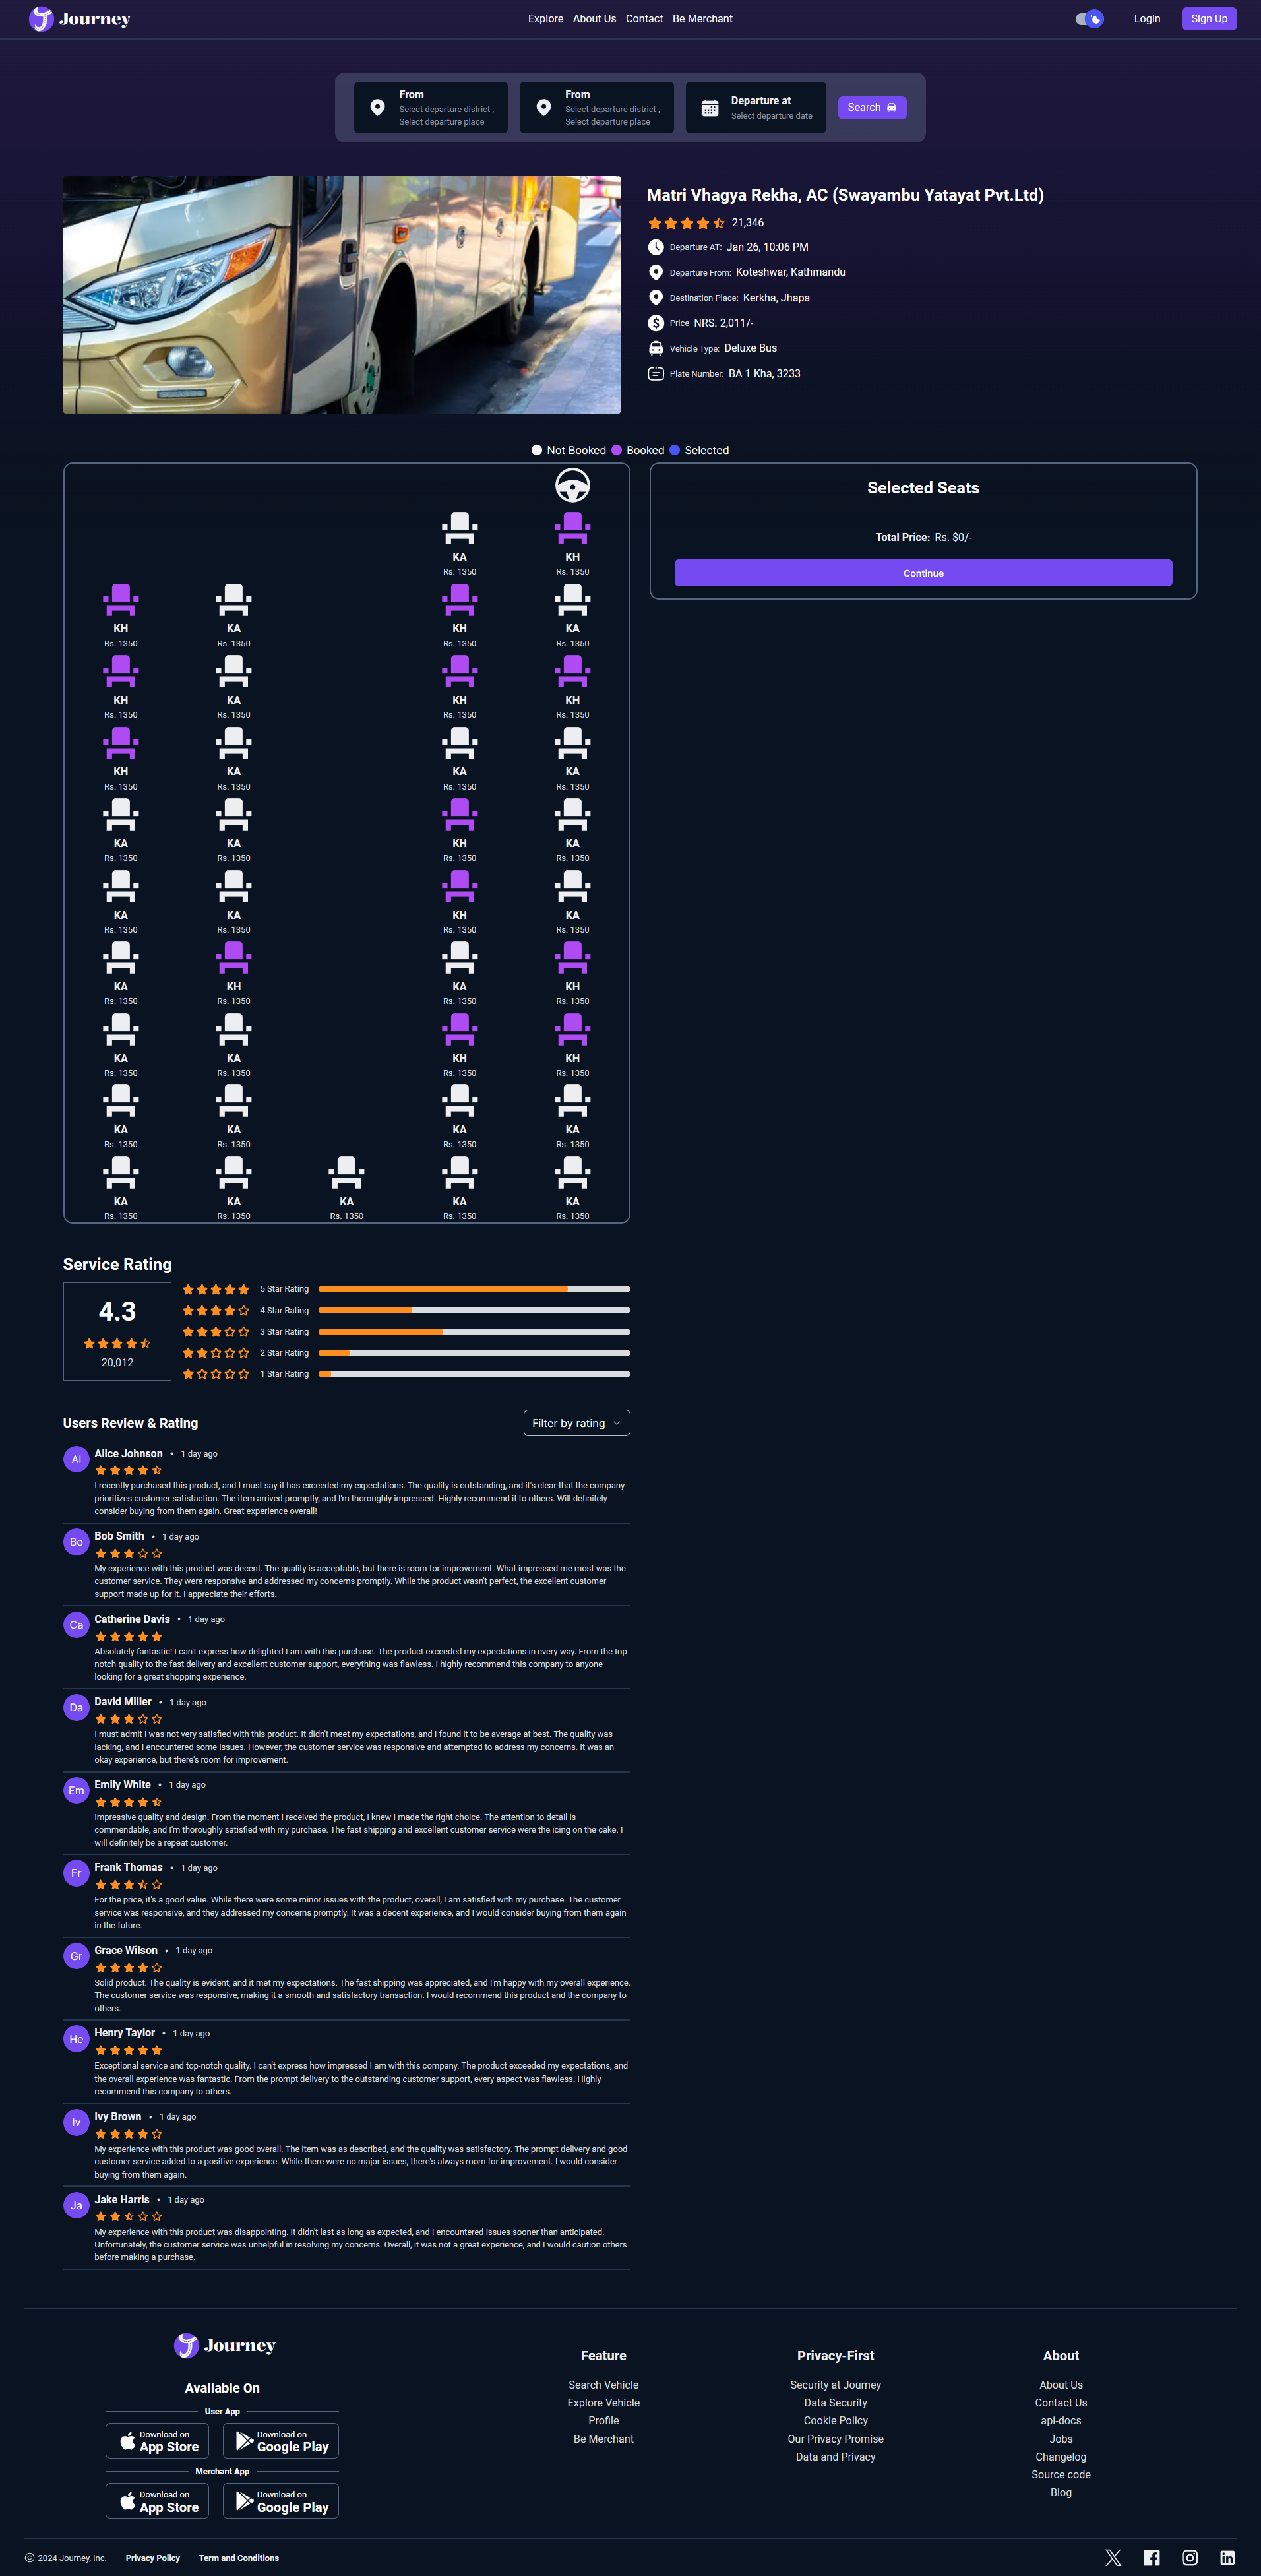 Journey
Explore About Us Contact Be Merchant
Login
Sign Up
From
Select departure district ,
Select departure place
From
Select departure district ,
Select departure place
Departure at
Select departure date
Search
Matri Vhagya Rekha, AC (Swayambu Yatayat Pvt.Ltd)
21,346
Departure AT: Jan 26, 10:06 PM
Departure From: Koteshwar, Kathmandu
Destination Place: Kerkha, Jhapa
Price NRS. 2,011/-
Vehicle Type: Deluxe Bus
Plate Number: BA 1 Kha, 3233
Not Booked Booked Selected
KA KH
Rs. 1350 Rs. 1350
KH KA KH KA
Rs. 1350 Rs. 1350 Rs. 1350 Rs. 1350
KH KA KH KH
Rs. 1350 Rs. 1350 Rs. 1350 Rs. 1350
KH KA KA KA
Rs. 1350 Rs. 1350 Rs. 1350 Rs. 1350
KA KA KH KA
Rs. 1350 Rs. 1350 Rs. 1350 Rs. 1350
KA KA KH KA
Rs. 1350 Rs. 1350 Rs. 1350 Rs. 1350
KA KH KA KH
Rs. 1350 Rs. 1350 Rs. 1350 Rs. 1350
KA KA KH KH
Rs. 1350 Rs. 1350 Rs. 1350 Rs. 1350
KA KA KA KA
Rs. 1350 Rs. 1350 Rs. 1350 Rs. 1350
KA KA KA KA KA
Rs. 1350 Rs. 1350 Rs. 1350 Rs. 1350 Rs. 1350
Selected Seats
Total Price: Rs. $0/-
Continue
Service Rating
4.3
20,012
5 Star Rating
4 Star Rating
3 Star Rating
2 Star Rating
1 Star Rating
Users Review & Rating
Filter by rating
Al
Alice Johnson • 1 day ago
I recently purchased this product, and I must say it has exceeded my expectations. The quality is outstanding, and it's clear that the company
prioritizes customer satisfaction. The item arrived promptly, and I'm thoroughly impressed. Highly recommend it to others. Will definitely
consider buying from them again. Great experience overall!
Bo
Bob Smith • 1 day ago
My experience with this product was decent. The quality is acceptable, but there is room for improvement. What impressed me most was the
customer service. They were responsive and addressed my concerns promptly. While the product wasn't perfect, the excellent customer
support made up for it. I appreciate their efforts.
Ca
Catherine Davis • 1 day ago
Absolutely fantastic! I can't express how delighted I am with this purchase. The product exceeded my expectations in every way. From the top-
notch quality to the fast delivery and excellent customer support, everything was flawless. I highly recommend this company to anyone
looking for a great shopping experience.
Da
David Miller • 1 day ago
I must admit I was not very satisfied with this product. It didn't meet my expectations, and I found it to be average at best. The quality was
lacking, and I encountered some issues. However, the customer service was responsive and attempted to address my concerns. It was an
okay experience, but there's room for improvement.
Em
Emily White • 1 day ago
Impressive quality and design. From the moment I received the product, I knew I made the right choice. The attention to detail is
commendable, and I'm thoroughly satisfied with my purchase. The fast shipping and excellent customer service were the icing on the cake. I
will definitely be a repeat customer.
Fr
Frank Thomas • 1 day ago
For the price, it's a good value. While there were some minor issues with the product, overall, I am satisfied with my purchase. The customer
service was responsive, and they addressed my concerns promptly. It was a decent experience, and I would consider buying from them again
in the future.
Gr
Grace Wilson • 1 day ago
Solid product. The quality is evident, and it met my expectations. The fast shipping was appreciated, and I'm happy with my overall experience.
The customer service was responsive, making it a smooth and satisfactory transaction. I would recommend this product and the company to
others.
He
Henry Taylor • 1 day ago
Exceptional service and top-notch quality. I can't express how impressed I am with this company. The product exceeded my expectations, and
the overall experience was fantastic. From the prompt delivery to the outstanding customer support, every aspect was flawless. Highly
recommend this company to others.
Iv
Ivy Brown • 1 day ago
My experience with this product was good overall. The item was as described, and the quality was satisfactory. The prompt delivery and good
customer service added to a positive experience. While there were no major issues, there's always room for improvement. I would consider
buying from them again.
Ja
Jake Harris • 1 day ago
My experience with this product was disappointing. It didn't last as long as expected, and I encountered issues sooner than anticipated.
Unfortunately, the customer service was unhelpful in resolving my concerns. Overall, it was not a great experience, and I would caution others
before making a purchase.
Journey
Available On
User App
Download on
App Store
Download on
Google Play
Merchant App
Download on
App Store
Download on
Google Play
Feature
Search Vehicle
Explore Vehicle
Profile
Be Merchant
Privacy-First
Security at Journey
Data Security
Cookie Policy
Our Privacy Promise
Data and Privacy
About
About Us
Contact Us
api-docs
Jobs
Changelog
Source code
Blog
© 2024 Journey, Inc. Privacy Policy Term and Conditions